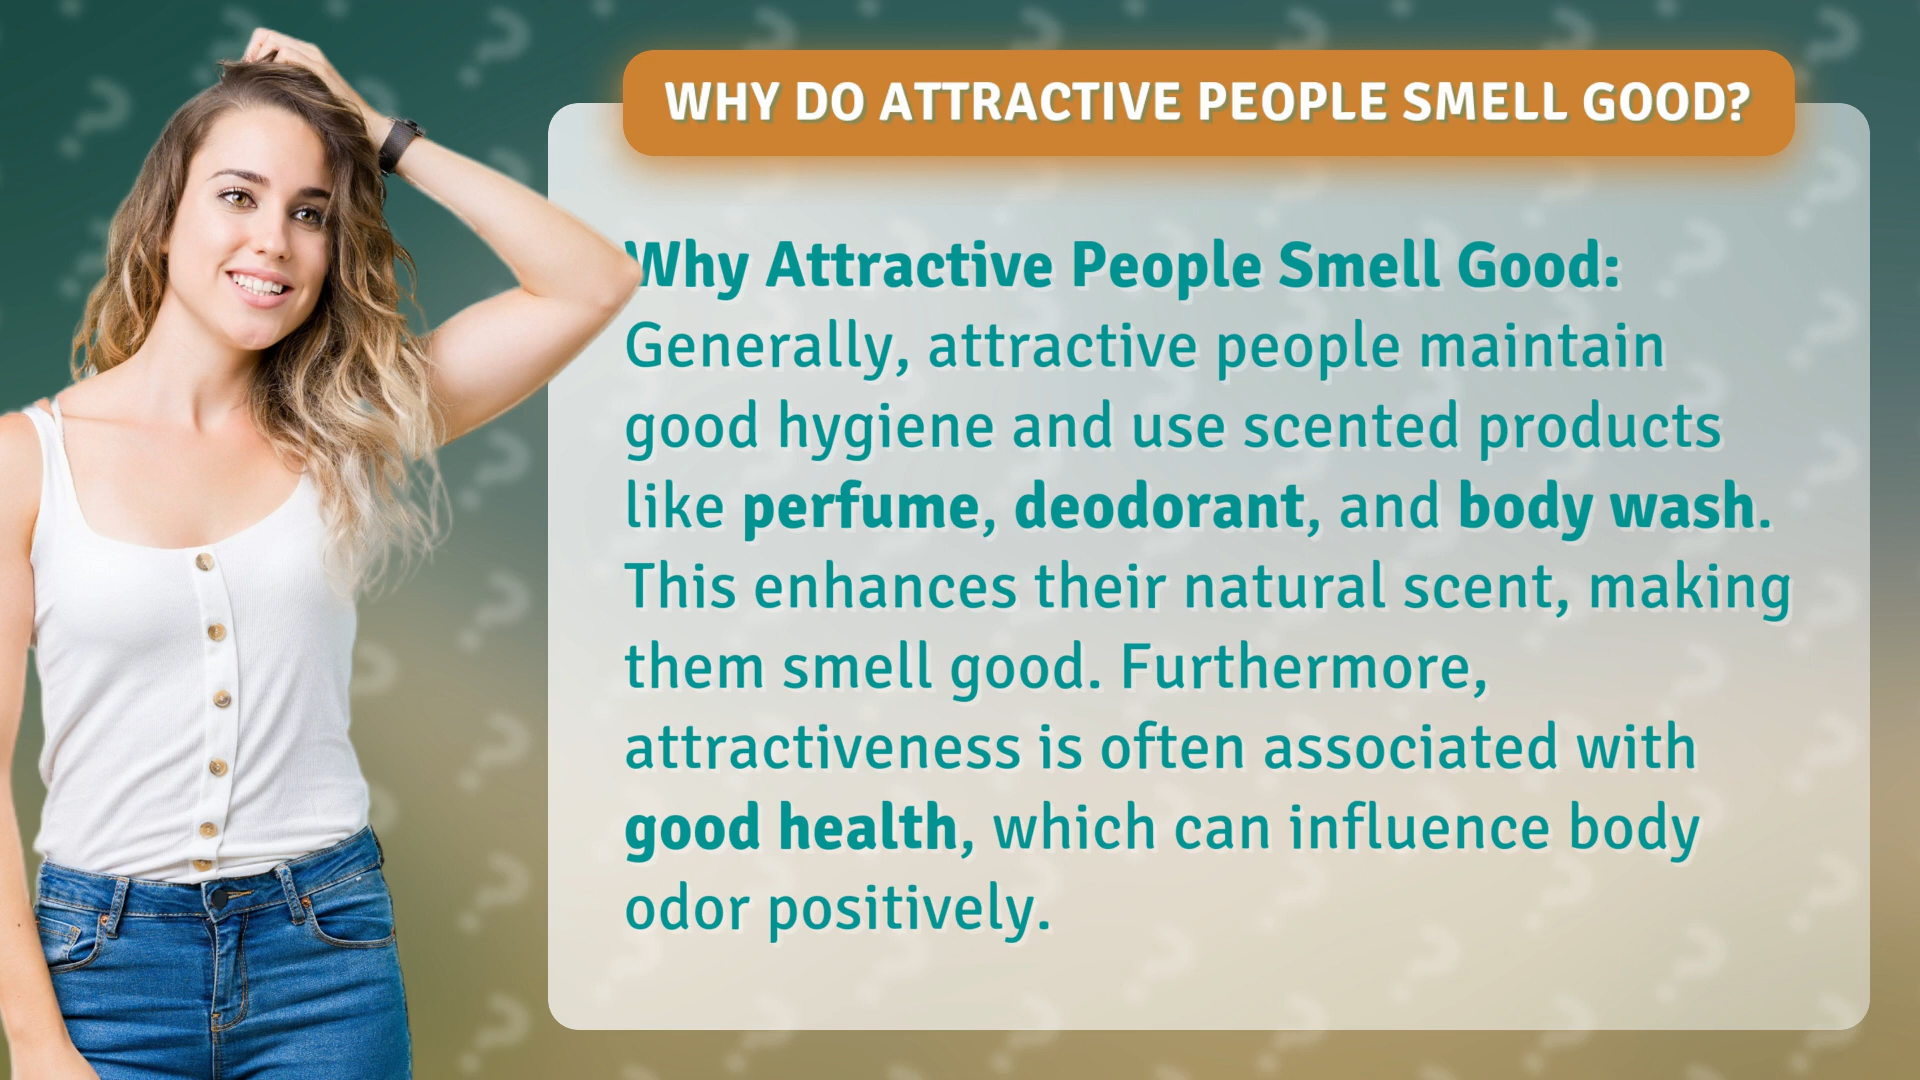 WHY DO ATTRACTIVE PEOPLE SMELL GOOD?
Why Attractive People Smell Good:
Generally, attractive people maintain
good hygiene and use scented products
like perfume, deodorant, and body wash.
This enhances their natural scent, making
them smell good. Furthermore,
attractiveness is often associated with
good health, which can influence body
odor positively.